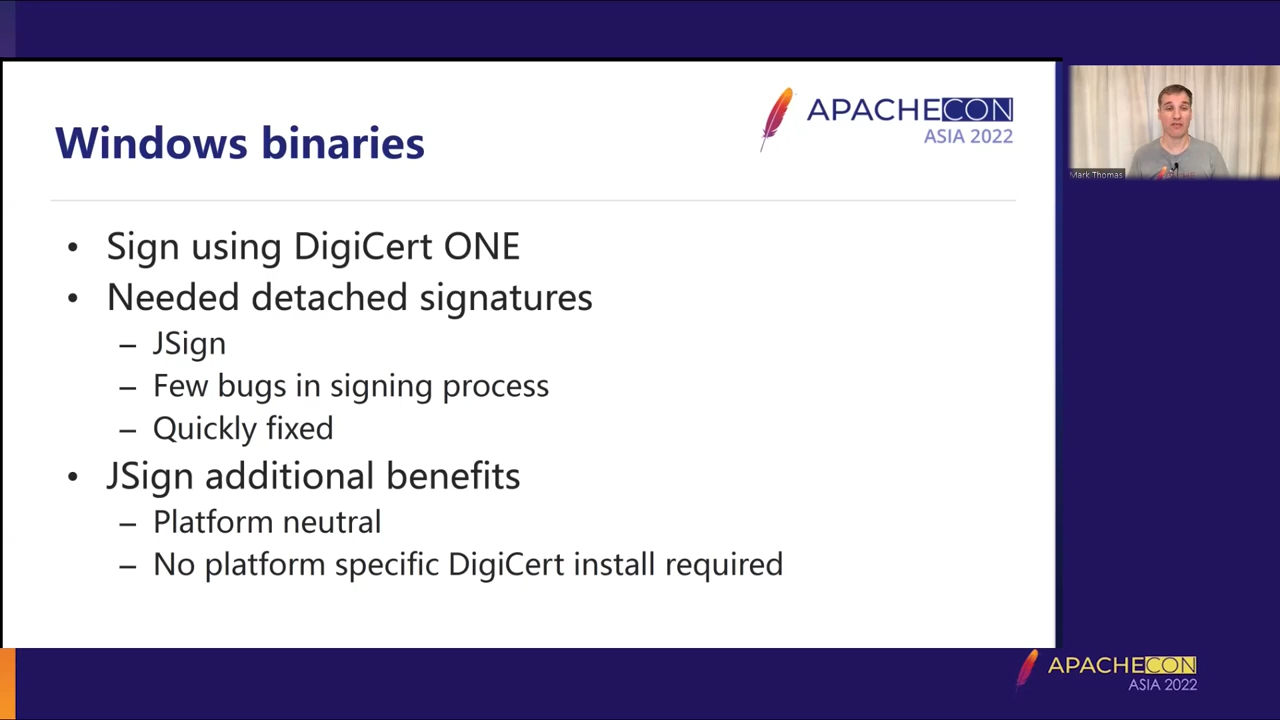 Windows binaries
APACHECON
ASIA 2022
Mark Thomas
• Sign using DigiCert ONE
• Needed detached signatures
– JSign
– Few bugs in signing process
– Quickly fixed
• JSign additional benefits
– Platform neutral
– No platform specific DigiCert install required
APACHECON
ASIA 2022